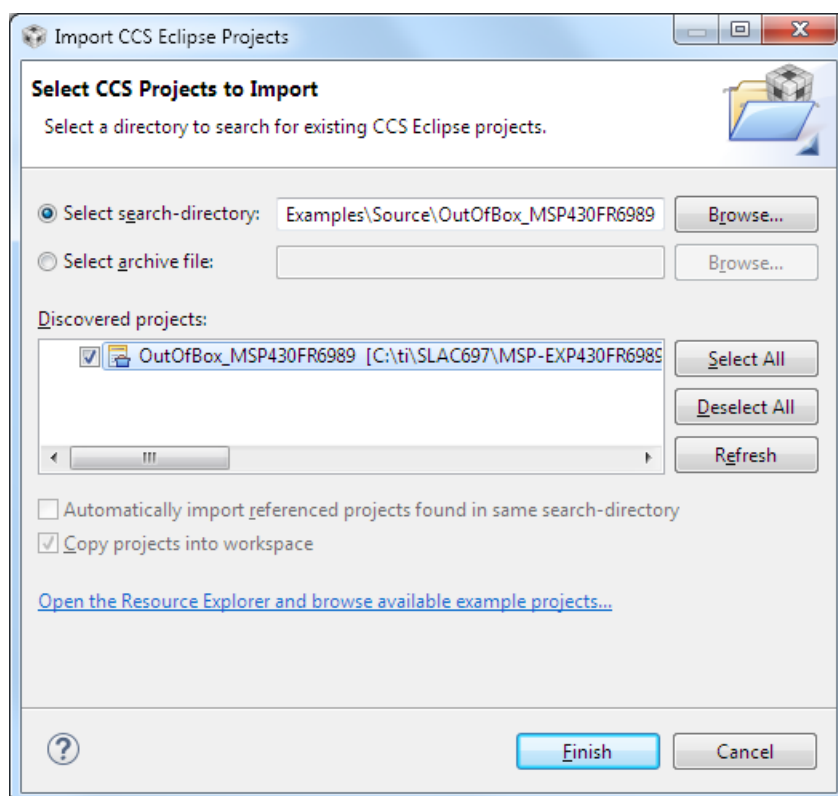 Import CCS Eclipse Projects
Select CCS Projects to Import
Select a directory to search for existing CCS Eclipse projects.
Select search-directory: Examples\Source\OutOfBox_MSP430FR6989 Browse...
Select archive file: Browse...
Discovered projects:
OutOfBox_MSP430FR6989 [C:\ti\SLAC697\MSP-EXP430FR6989 Select All
Deselect All
Refresh
Automatically import referenced projects found in same search-directory
Copy projects into workspace
Open the Resource Explorer and browse available example projects...
? Finish Cancel